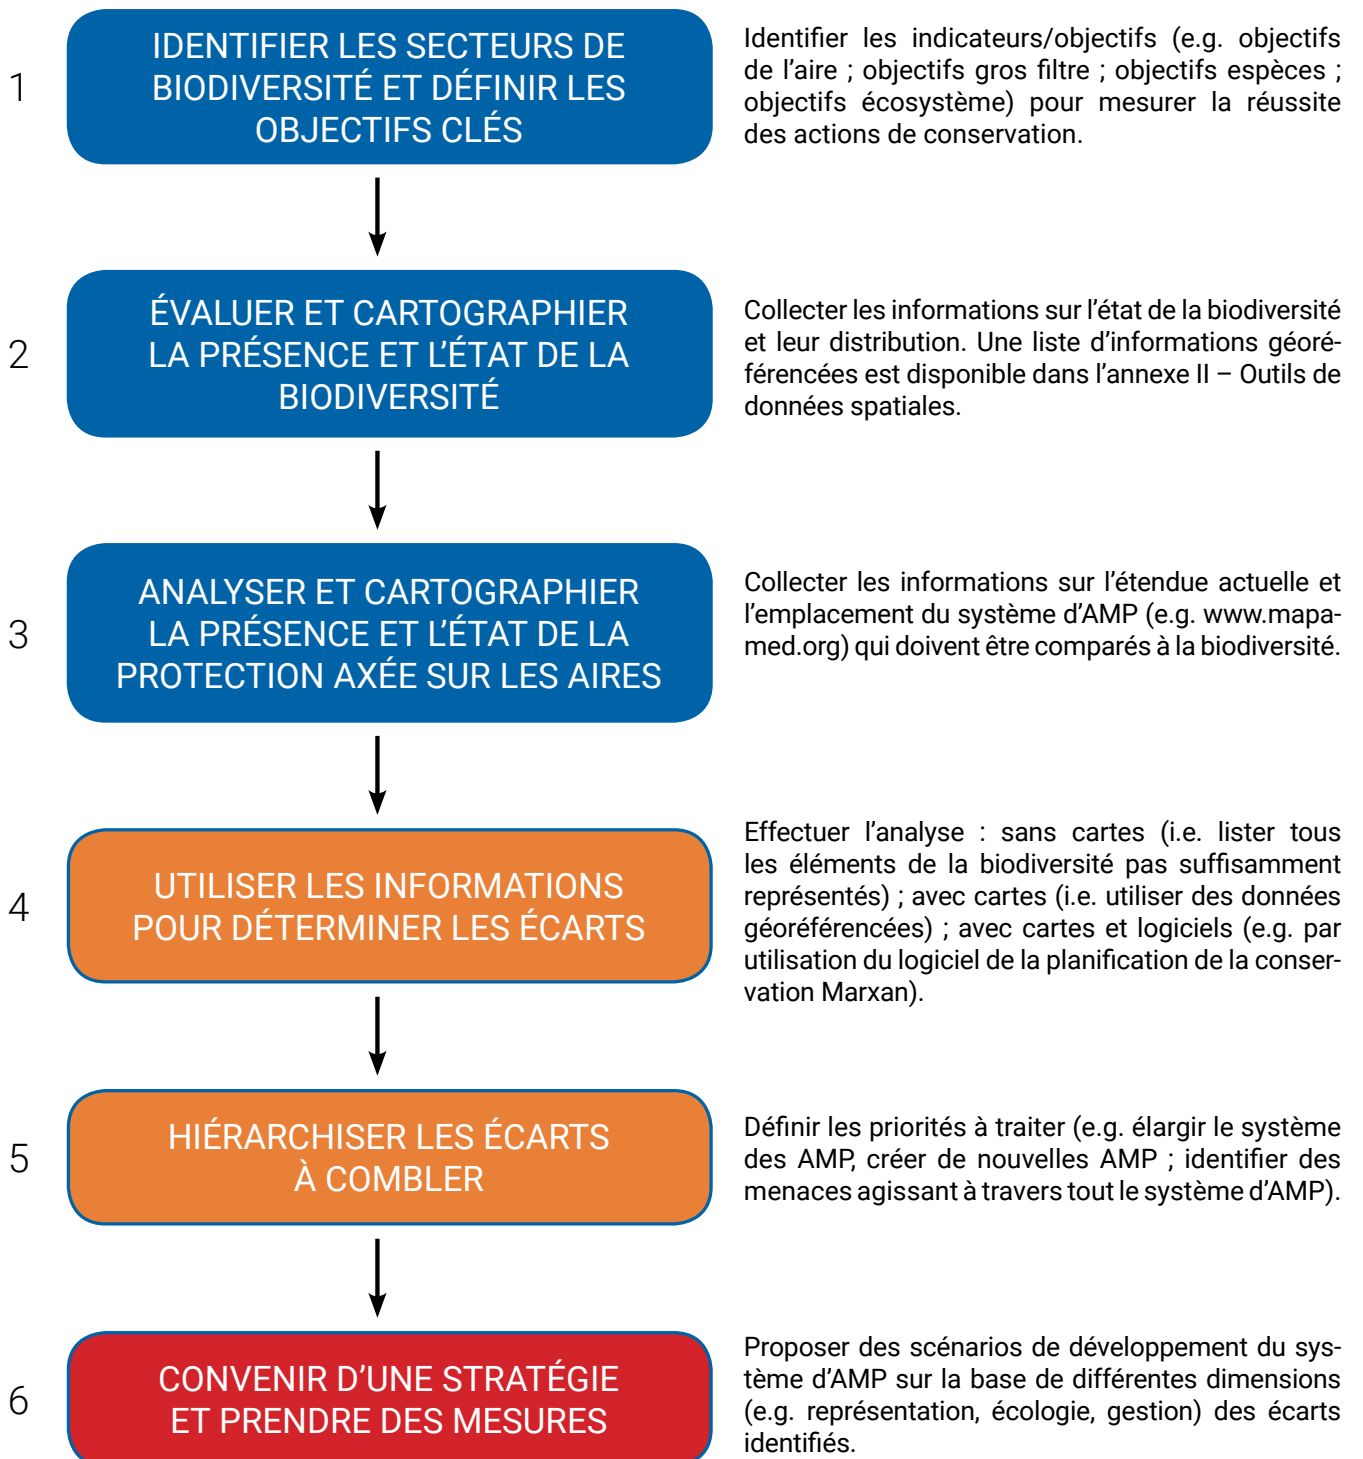 1
IDENTIFIER LES SECTEURS DE
BIODIVERSITÉ ET DÉFINIR LES
OBJECTIFS CLÉS
Identifier les indicateurs/objectifs (e.g. objectifs
de l’aire ; objectifs gros filtre ; objectifs espèces ;
objectifs écosystème) pour mesurer la réussite
des actions de conservation.
2
ÉVALUER ET CARTOGRAPHIER
LA PRÉSENCE ET L’ÉTAT DE LA
BIODIVERSITÉ
Collecter les informations sur l’état de la biodiversité
et leur distribution. Une liste d’informations géoré-
férencées est disponible dans l’annexe II – Outils de
données spatiales.
3
ANALYSER ET CARTOGRAPHIER
LA PRÉSENCE ET L’ÉTAT DE LA
PROTECTION AXÉE SUR LES AIRES
Collecter les informations sur l’étendue actuelle et
l’emplacement du système d’AMP (e.g. www.mapa-
med.org) qui doivent être comparés à la biodiversité.
4
UTILISER LES INFORMATIONS
POUR DÉTERMINER LES ÉCARTS
Effectuer l’analyse : sans cartes (i.e. lister tous
les éléments de la biodiversité pas suffisamment
représentés) ; avec cartes (i.e. utiliser des données
géoréférencées) ; avec cartes et logiciels (e.g. par
utilisation du logiciel de la planification de la conser-
vation Marxan).
5
HIÉRARCHISER LES ÉCARTS
À COMBLER
Définir les priorités à traiter (e.g. élargir le système
des AMP, créer de nouvelles AMP ; identifier des
menaces agissant à travers tout le système d’AMP).
6
CONVENIR D’UNE STRATÉGIE
ET PRENDRE DES MESURES
Proposer des scénarios de développement du sys-
tème d’AMP sur la base de différentes dimensions
(e.g. représentation, écologie, gestion) des écarts
identifiés.